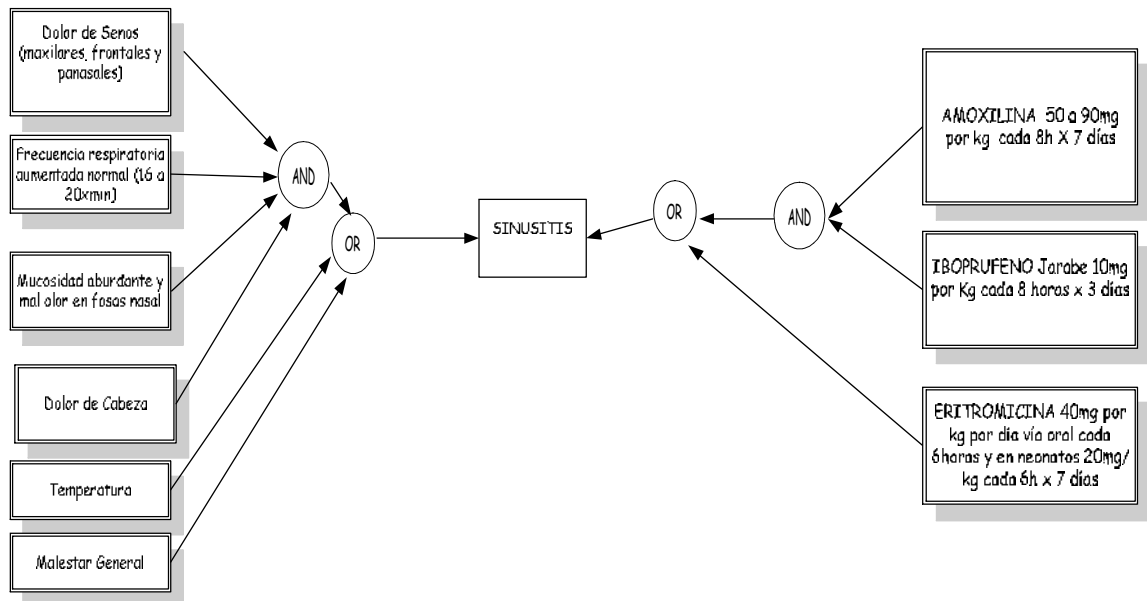 Dolor de Senos
(maxilares, frontales y
panasales)
Frecuencia respiratoria
aumentada normal (16 a
20xmin)
Mucosidad abundante y
mal olor en fosas nasal
Dolor de Cabeza
Temperatura
Malestar General
AND
OR
SINUSITIS
OR
AND
AMOXILINA 50 a 90mg
por kg cada 8h X 7 días
IBOPRUFENO Jarabe 10mg
por Kg cada 8 horas x 3 días
ERITROMICINA 40mg por
kg por dia vía oral cada
6horas y en neonatos 20mg/
kg cada 6h x 7 días